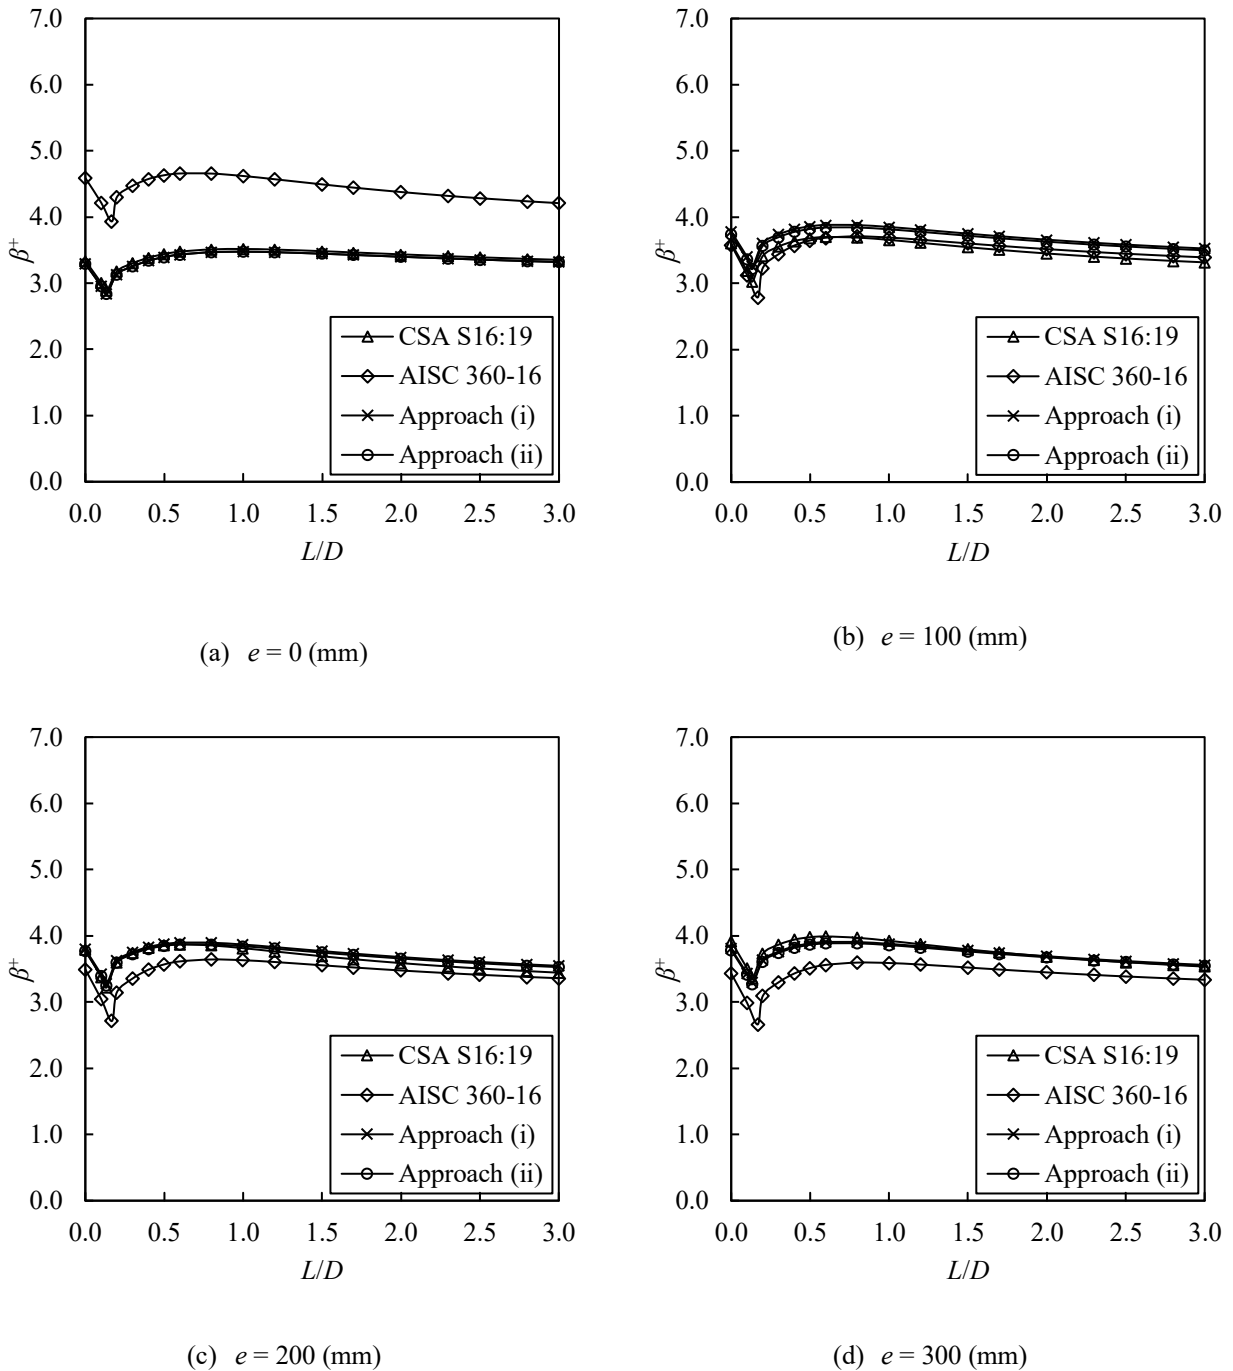 7.0
6.0
5.0
4.0
3.0
2.0
1.0
0.0
β+
0.0 0.5 1.0 1.5 2.0 2.5 3.0
L/D
CSA S16:19
AISC 360-16
Approach (i)
Approach (ii)
(a) e = 0 (mm)
7.0
6.0
5.0
4.0
3.0
2.0
1.0
0.0
β+
0.0 0.5 1.0 1.5 2.0 2.5 3.0
L/D
CSA S16:19
AISC 360-16
Approach (i)
Approach (ii)
(b) e = 100 (mm)
7.0
6.0
5.0
4.0
3.0
2.0
1.0
0.0
β+
0.0 0.5 1.0 1.5 2.0 2.5 3.0
L/D
CSA S16:19
AISC 360-16
Approach (i)
Approach (ii)
(c) e = 200 (mm)
7.0
6.0
5.0
4.0
3.0
2.0
1.0
0.0
β+
0.0 0.5 1.0 1.5 2.0 2.5 3.0
L/D
CSA S16:19
AISC 360-16
Approach (i)
Approach (ii)
(d) e = 300 (mm)